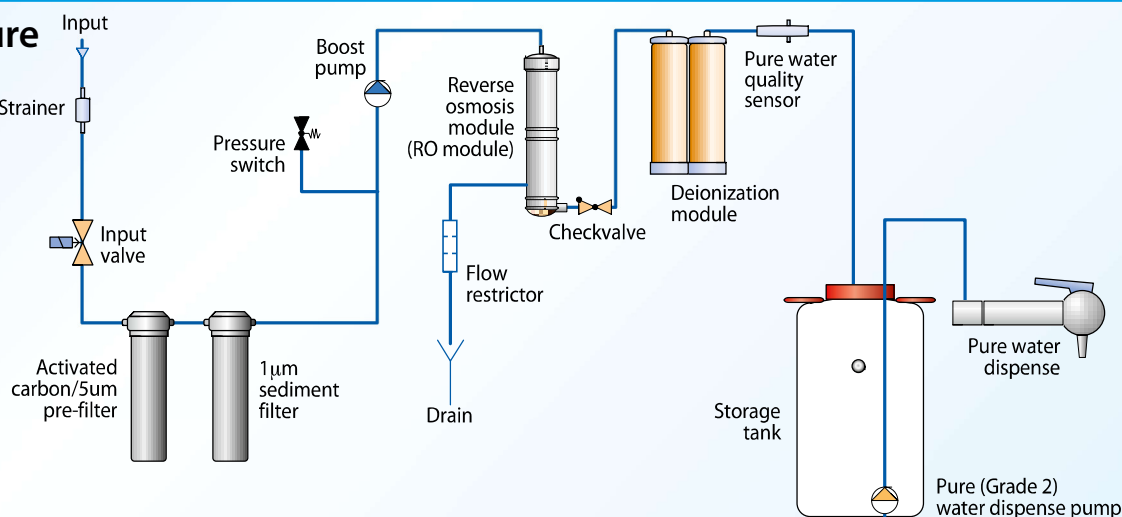 ure
Input
Strainer
Input
valve
Activated
carbon/5um
pre-filter
1μm
sediment
filter
Pressure
switch
Boost
pump
Reverse
osmosis
module
(RO module)
Flow
restrictor
Drain
Checkvalve
Deionization
module
Pure water
quality
sensor
Storage
tank
Pure water
dispense
Pure (Grade 2)
water dispense pump